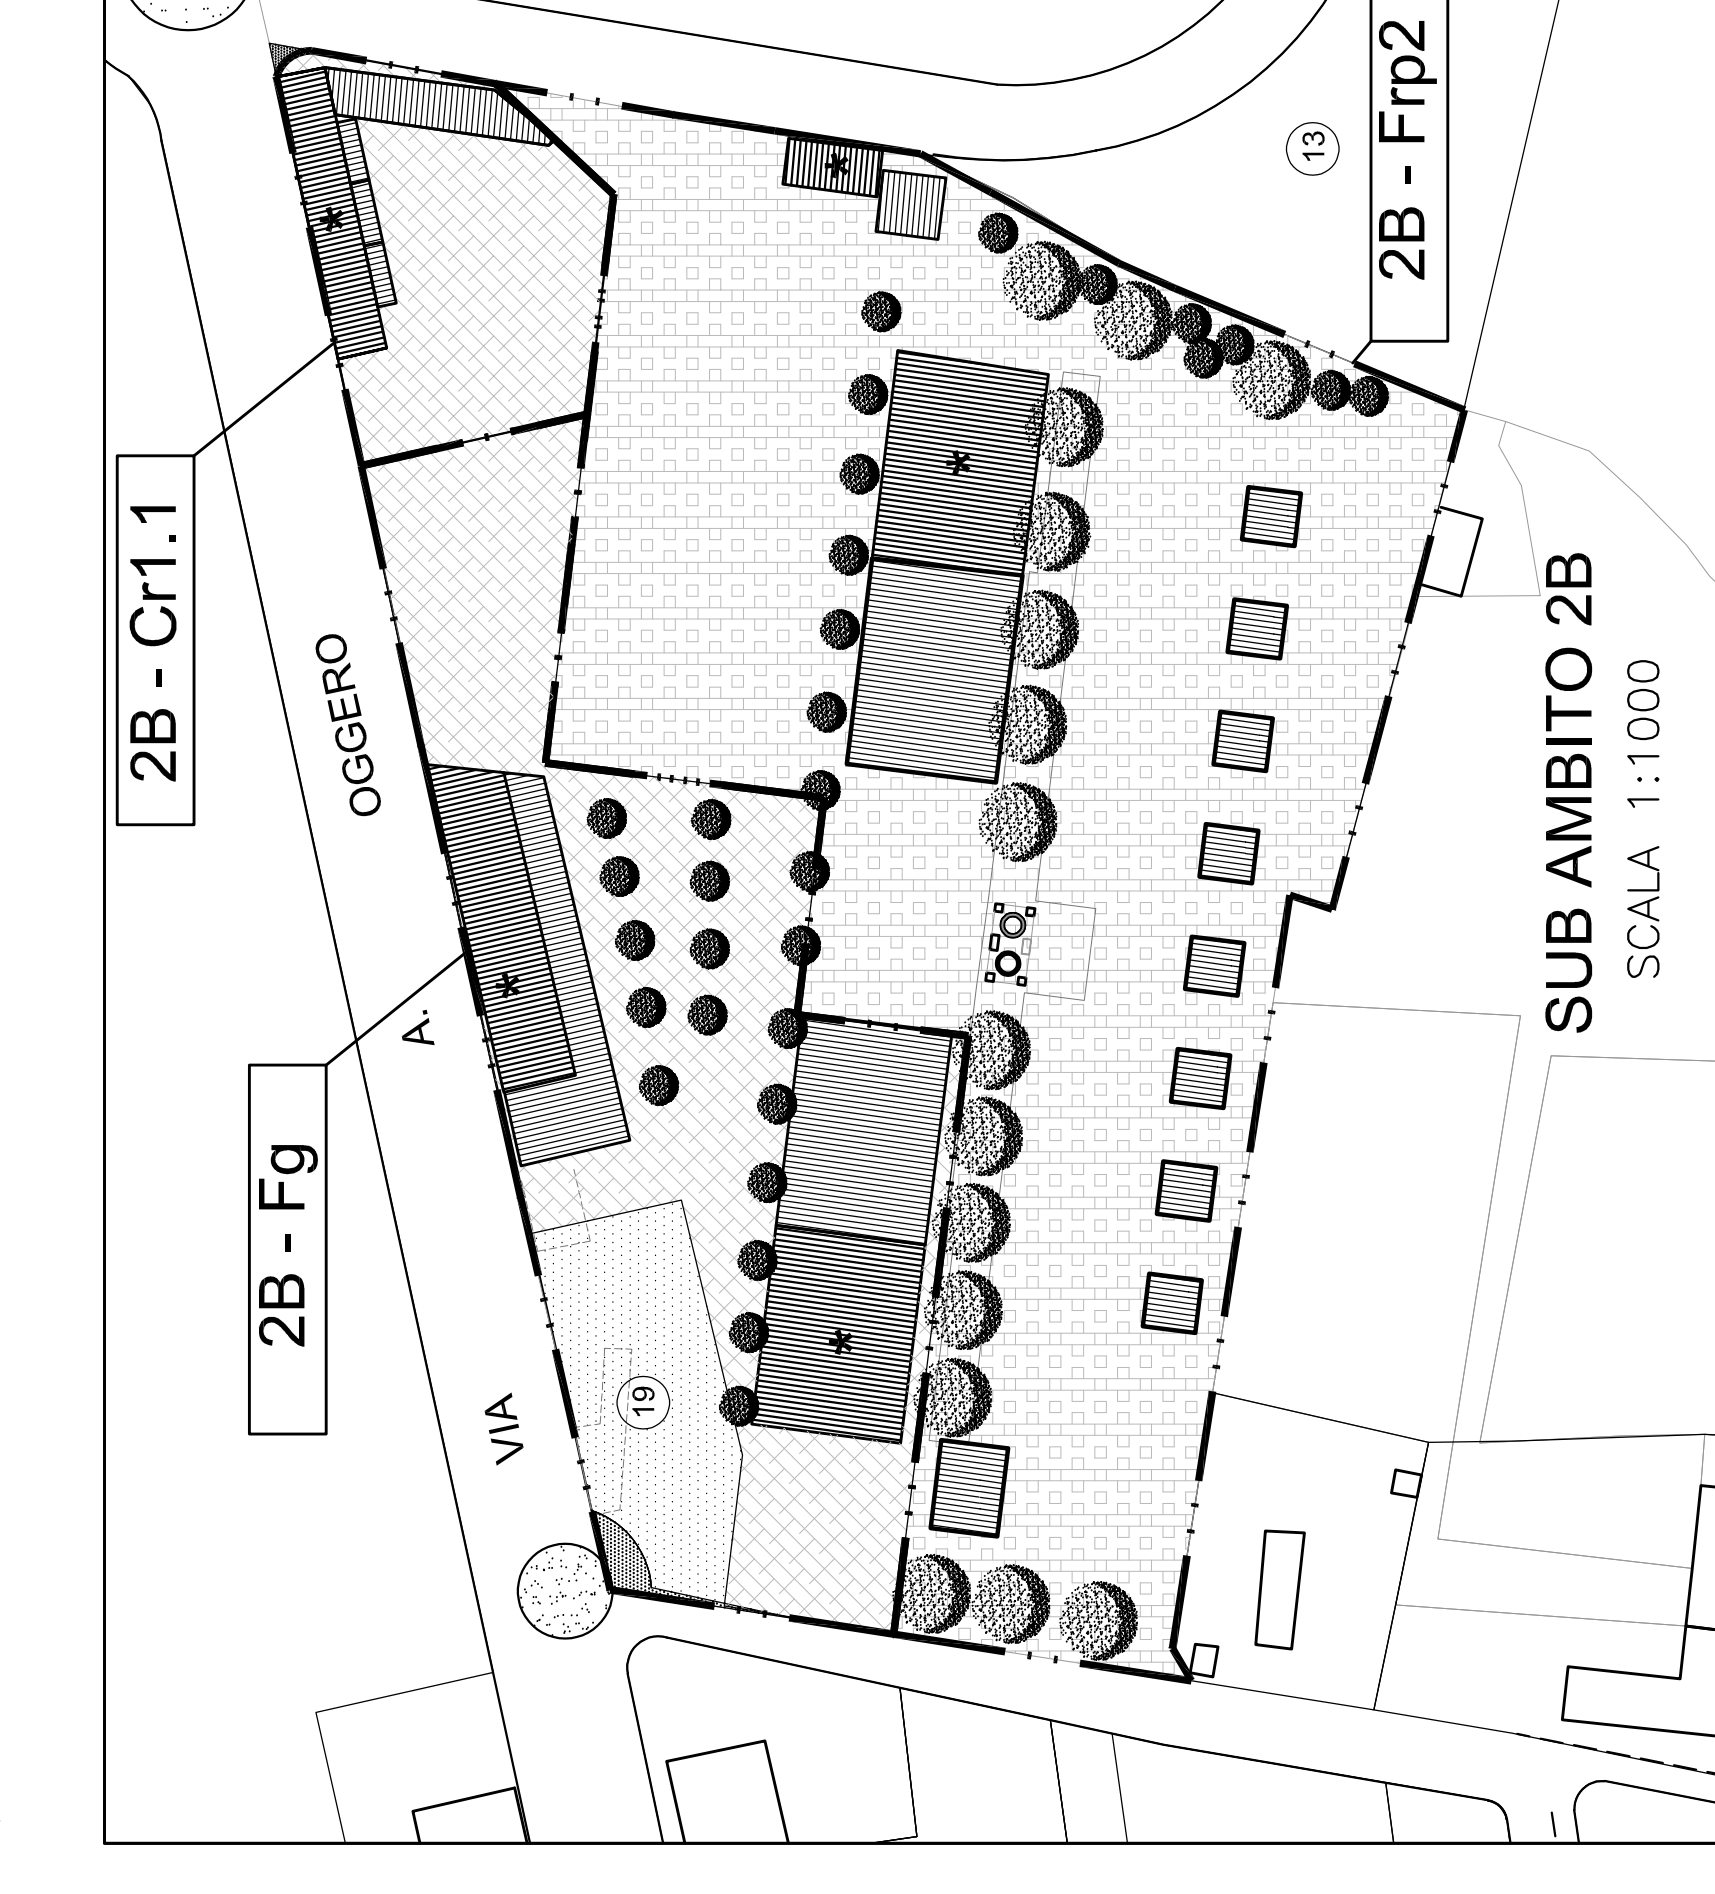 2B - Cr1.1
2B - Fg
2B - Frp2
VIA A. OGGERO
13
19
*
*
*
*
*
SUB AMBITO 2B
SCALA 1:1000